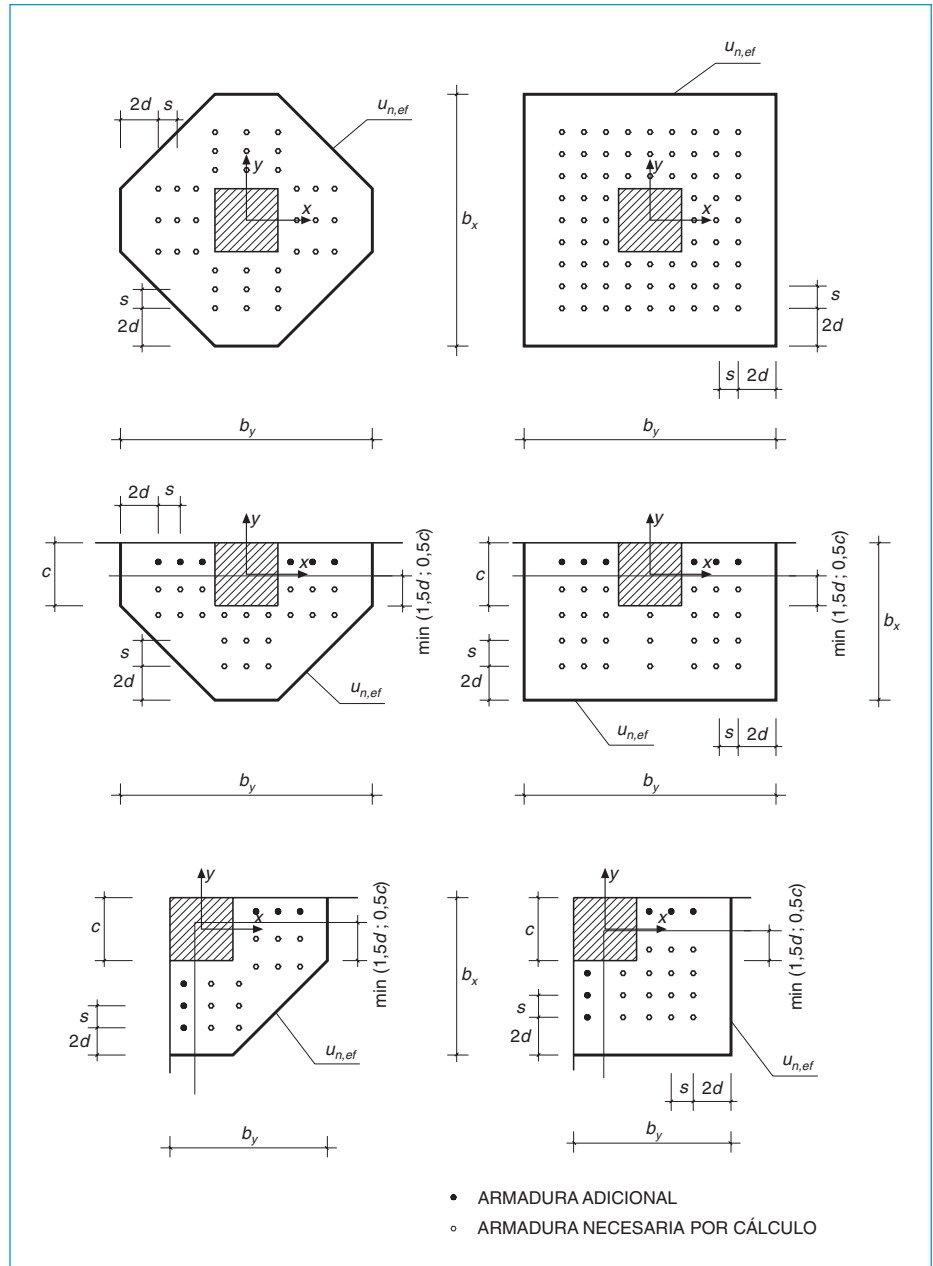 u_n,ef
2d s
u_n,ef
y
x
b_x
y
x
s
2d
s
2d
s 2d
b_y
b_y
2d s
y
x
c
min (1,5d ; 0,5c)
s
2d
u_n,ef
b_y
y
x
c
min (1,5d ; 0,5c)
b_x
s
2d
u_n,ef
s 2d
b_y
y
x
c
min (1,5d ; 0,5c)
s
2d
u_n,ef
b_y
y
x
c
b_x
min (1,5d ; 0,5c)
s
2d
u_n,ef
s 2d
b_y
• ARMADURA ADICIONAL
○ ARMADURA NECESARIA POR CÁLCULO